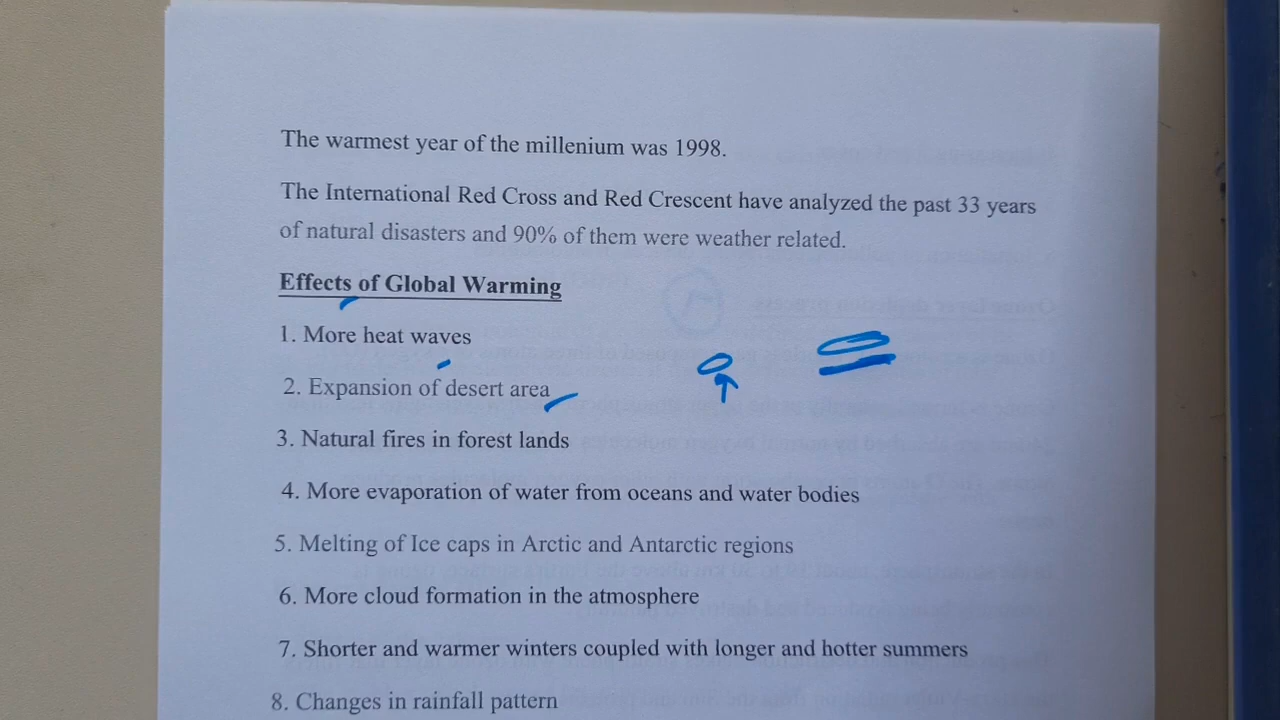 The warmest year of the millenium was 1998.
The International Red Cross and Red Crescent have analyzed the past 33 years
of natural disasters and 90% of them were weather related.
Effects of Global Warming
1. More heat waves
2. Expansion of desert area
3. Natural fires in forest lands
4. More evaporation of water from oceans and water bodies
5. Melting of Ice caps in Arctic and Antarctic regions
6. More cloud formation in the atmosphere
7. Shorter and warmer winters coupled with longer and hotter summers
8. Changes in rainfall pattern